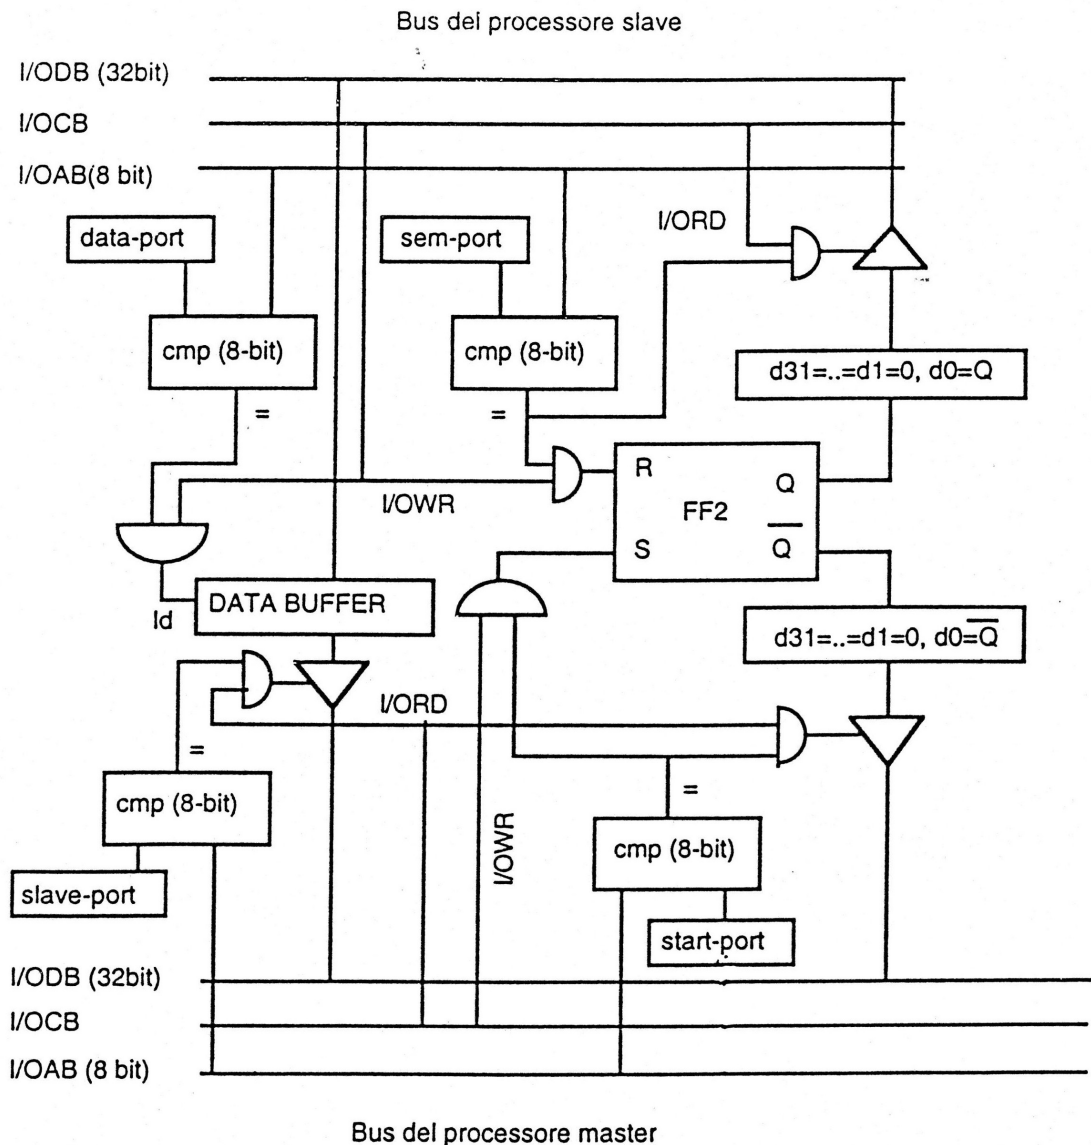 Bus del processore slave
I/ODB (32bit)
I/OCB
I/OAB(8 bit)
data-port
sem-port
I/ORD
cmp (8-bit)
cmp (8-bit)
d31=..=d1=0, d0=Q
=
=
R
Q
I/OWR
FF2
S
Q̅
ld
DATA BUFFER
d31=..=d1=0, d0=Q̅
I/ORD
=
cmp (8-bit)
=
I/OWR
cmp (8-bit)
slave-port
start-port
I/ODB (32bit)
I/OCB
I/OAB (8 bit)
Bus del processore master